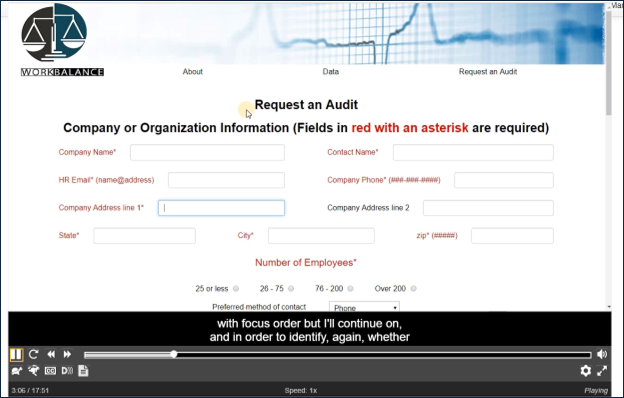 Mas
WORKBALANCE
About Data Request an Audit
Request an Audit
Company or Organization Information (Fields in red with an asterisk are required)
Company Name* Contact Name*
HR Email* (name@address) Company Phone* (###-###-####)
Company Address line 1* Company Address line 2
State* City* zip* (#####)
Number of Employees*
25 or less 26 - 75 76 - 200 Over 200
Preferred method of contact Phone
with focus order but I'll continue on,
and in order to identify, again, whether
CC D
3:06 / 17:51 Speed: 1x Playing